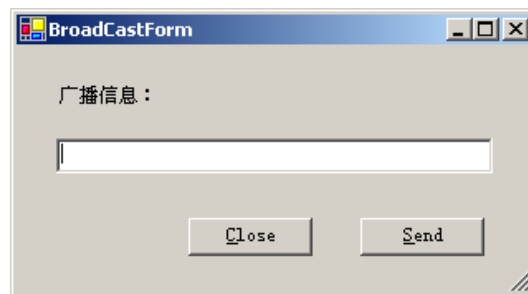 BroadCastForm
广播信息：
Close
Send